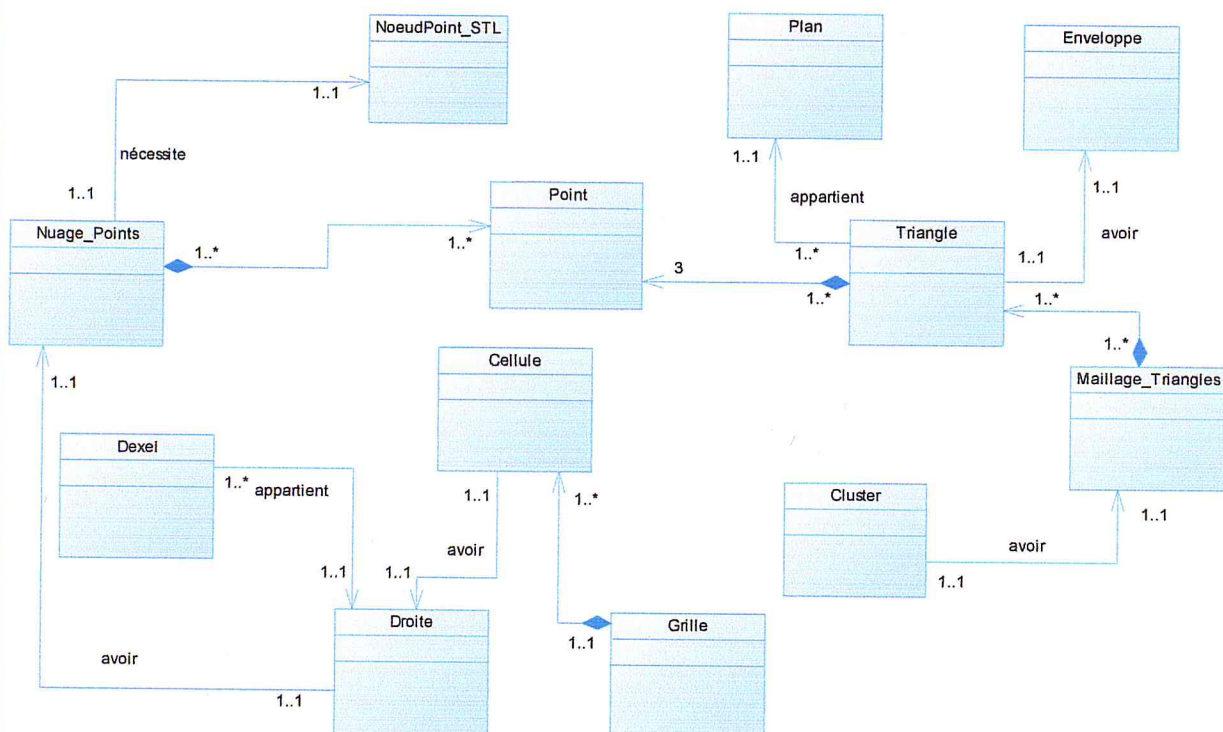 NoeudPoint_STL
Plan
Enveloppe
1..1
nécessite
1..1
1..1
appartient
1..1
avoir
Point
Nuage_Points
1..*
1..*
Triangle
1..*
1..1
3
1..*
1..*
1..*
Maillage_Triangles
1..1
Cellule
Dexel
1..*
appartient
1..1
1..*
Cluster
1..1
avoir
1..1
avoir
1..1
1..1
Droite
Grille
1..1
avoir
1..1